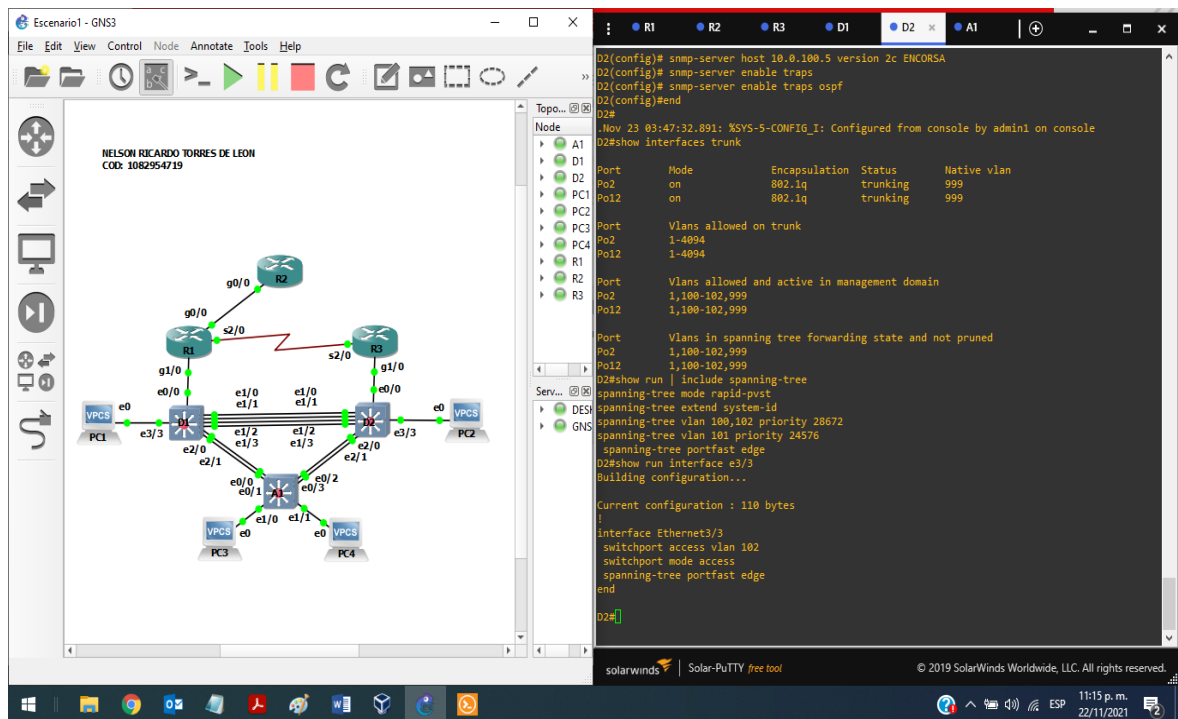 Escenario1 - GNS3
File Edit View Control Node Annotate Tools Help
NELSON RICARDO TORRES DE LEON
COD: 1082954719
R2
g0/0
g0/0
s2/0
R1
s2/0
R3
g1/0
g1/0
e0/0
e0/0
e1/0
e1/1
e1/0
e1/1
e0
VPCS
PC1
e3/3
D1
e1/2
e1/3
e1/2
e1/3
D2
e3/3
e0
VPCS
PC2
e2/0
e2/1
e2/0
e2/1
e0/0
e0/1
e0/2
e0/3
A1
e1/0
e1/1
VPCS
e0
PC3
e0
VPCS
PC4
Topo...
Node
A1
D1
D2
PC1
PC2
PC3
PC4
R1
R2
R3
Serv...
DESK
GNS
R1 R2 R3 D1 D2 A1
D2(config)# snmp-server host 10.0.100.5 version 2c ENCORSA
D2(config)# snmp-server enable traps
D2(config)# snmp-server enable traps ospf
D2(config)#end
D2#
.Nov 23 03:47:32.891: %SYS-5-CONFIG_I: Configured from console by admin1 on console
D2#show interfaces trunk
Port Mode Encapsulation Status Native vlan
Po2 on 802.1q trunking 999
Po12 on 802.1q trunking 999
Port Vlans allowed on trunk
Po2 1-4094
Po12 1-4094
Port Vlans allowed and active in management domain
Po2 1,100-102,999
Po12 1,100-102,999
Port Vlans in spanning tree forwarding state and not pruned
Po2 1,100-102,999
Po12 1,100-102,999
D2#show run | include spanning-tree
spanning-tree mode rapid-pvst
spanning-tree extend system-id
spanning-tree vlan 100,102 priority 28672
spanning-tree vlan 101 priority 24576
spanning-tree portfast edge
D2#show run interface e3/3
Building configuration...
Current configuration : 110 bytes
!
interface Ethernet3/3
switchport access vlan 102
switchport mode access
spanning-tree portfast edge
end
D2#
solarwinds | Solar-PuTTY free tool © 2019 SolarWinds Worldwide, LLC. All rights reserved.
ESP
11:15 p. m.
22/11/2021
2